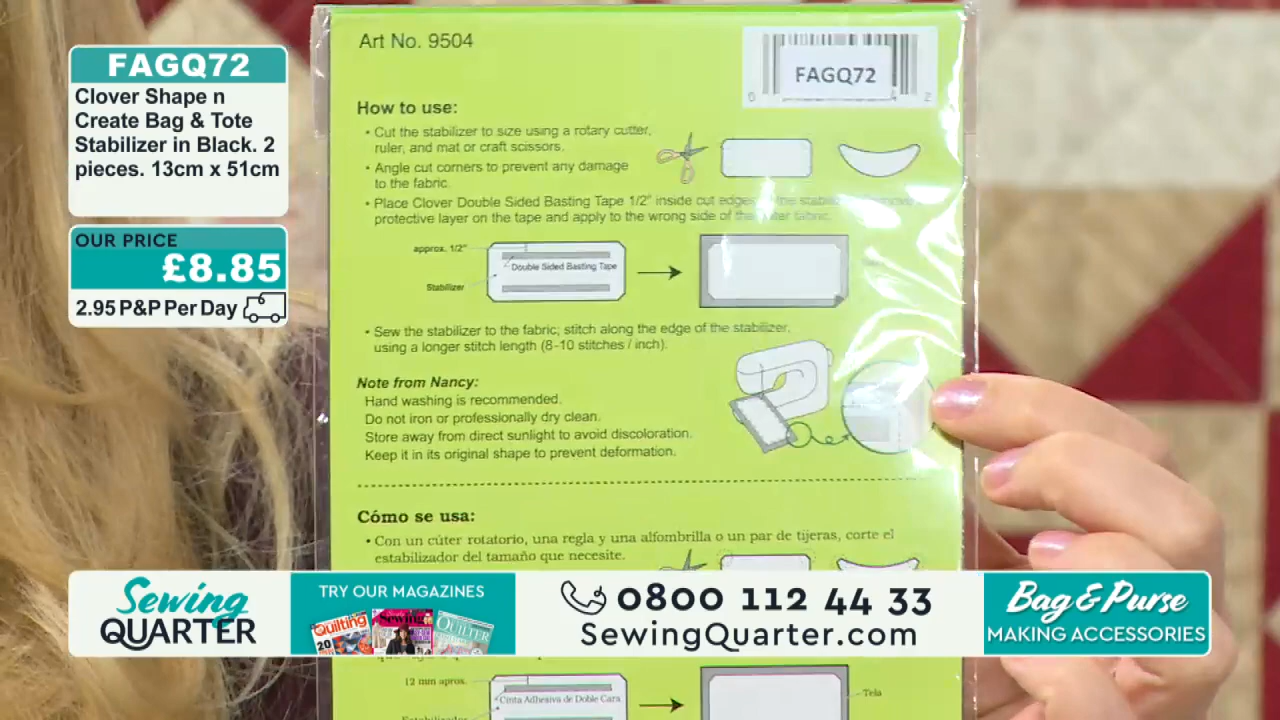 FAGQ72
Clover Shape n
Create Bag & Tote
Stabilizer in Black. 2
pieces. 13cm x 51cm
OUR PRICE
£8.85
2.95 P&P Per Day
Art No. 9504
FAGQ72
How to use:
• Cut the stabilizer to size using a rotary cutter,
ruler, and mat or craft scissors.
• Angle cut corners to prevent any damage
to the fabric.
• Place Clover Double Sided Basting Tape 1/2" inside cut edges
protective layer on the tape and apply to the wrong side of the outer fabric.
approx. 1/2"
Double Sided Basting Tape
Stabilizer
• Sew the stabilizer to the fabric; stitch along the edge of the stabilizer,
using a longer stitch length (8-10 stitches / inch).
Note from Nancy:
Hand washing is recommended.
Do not iron or professionally dry clean.
Store away from direct sunlight to avoid discoloration.
Keep it in its original shape to prevent deformation.
Cómo se usa:
• Con un cúter rotatorio, una regla y una alfombrilla o un par de tijeras, corte el
estabilizador del tamaño que necesite.
Sewing
QUARTER
TRY OUR MAGAZINES
Quilting
Sewing
QUILTER
0800 112 44 33
SewingQuarter.com
Bag & Purse
MAKING ACCESSORIES
12 mm apros.
Cinta Adhesiva de Doble Cara
Tela